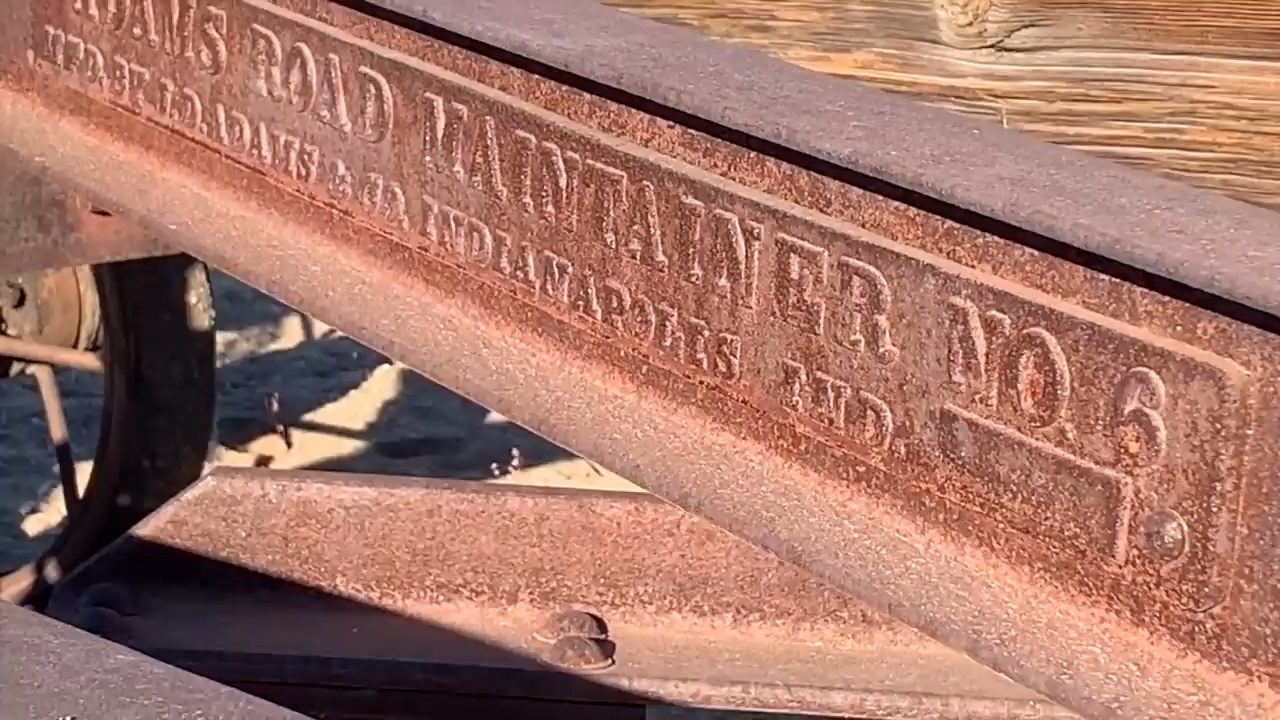 ADAMS ROAD MAINTAINER NO. 6
MFD. BY J.D. ADAMS & CO. INDIANAPOLIS IND.